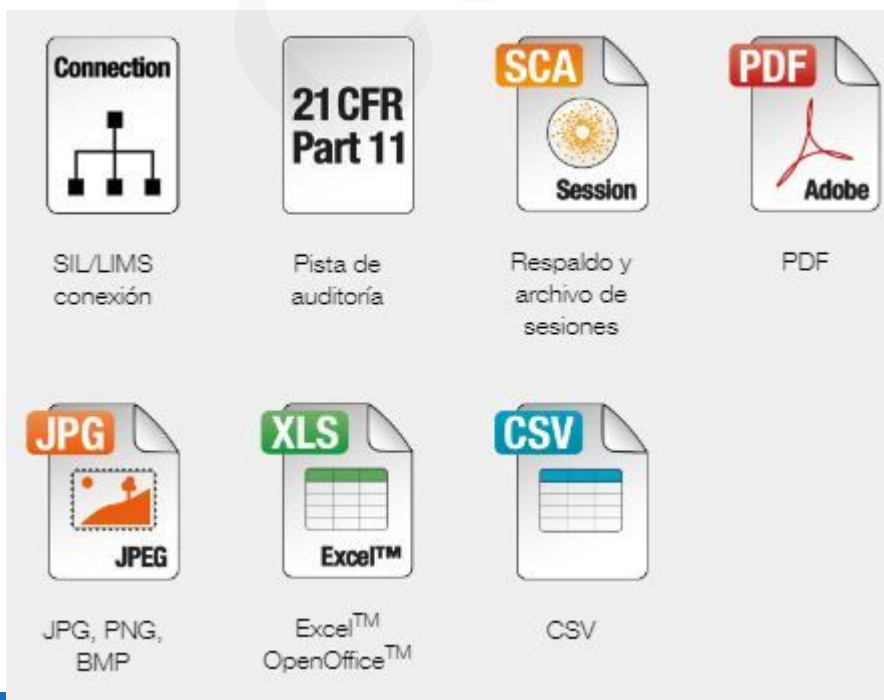 Connection
21 CFR
Part 11
SCA
Session
PDF
Adobe
SIL/LIMS
conexión
Pista de
auditoría
Respaldo y
archivo de
sesiones
PDF
JPG
JPEG
XLS
Excel™
CSV
JPG, PNG,
BMP
Excel™
OpenOffice™
CSV